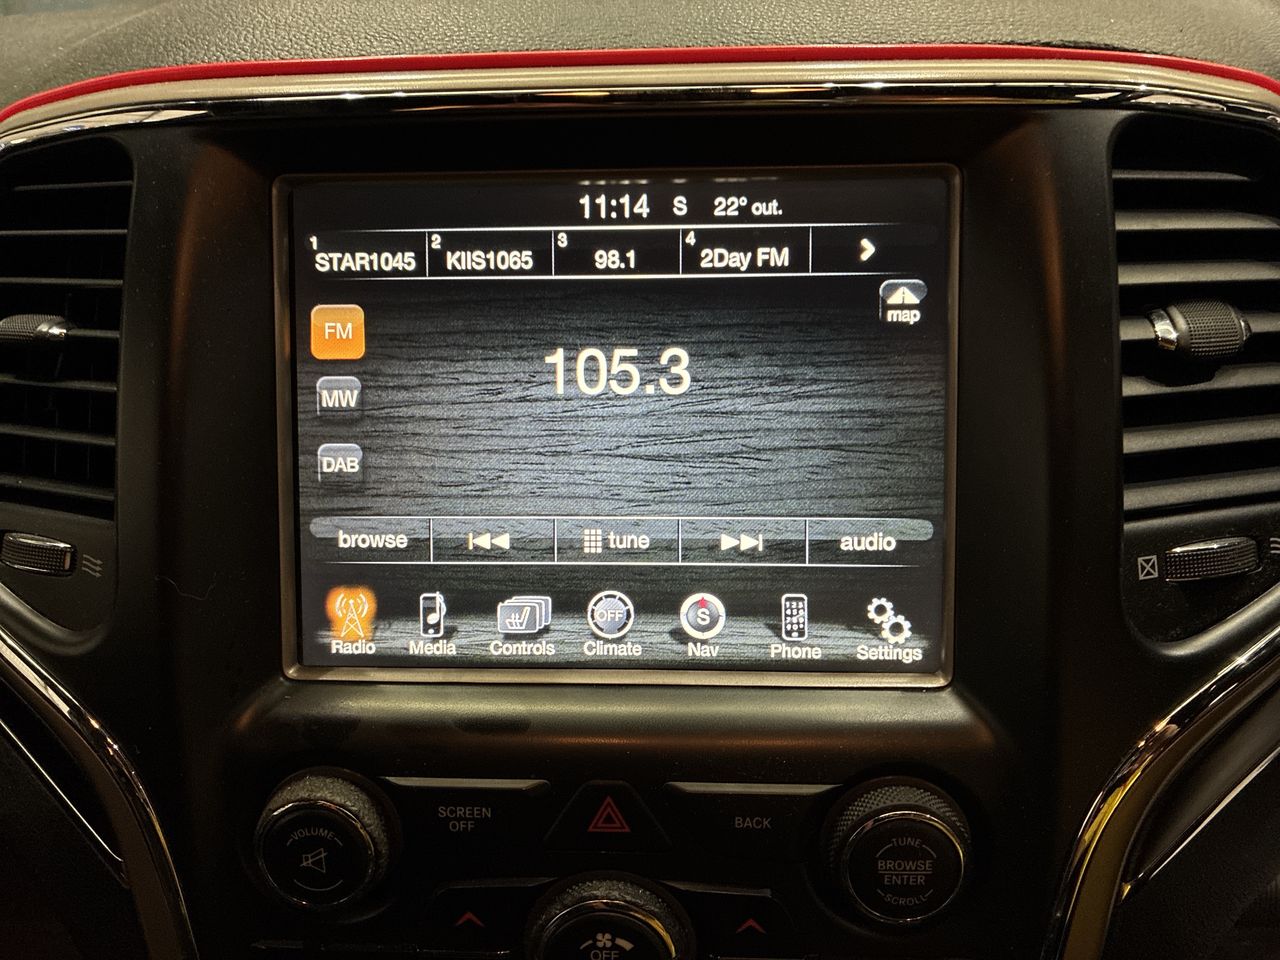 11:14 S 22° out.
1 STAR1045 2 KIIS1065 3 98.1 4 2Day FM
map
FM
105.3
MW
DAB
browse tune audio
OFF S
Radio Media Controls Climate Nav Phone Settings
SCREEN OFF
BACK
VOLUME
TUNE
BROWSE
ENTER
SCROLL
OFF